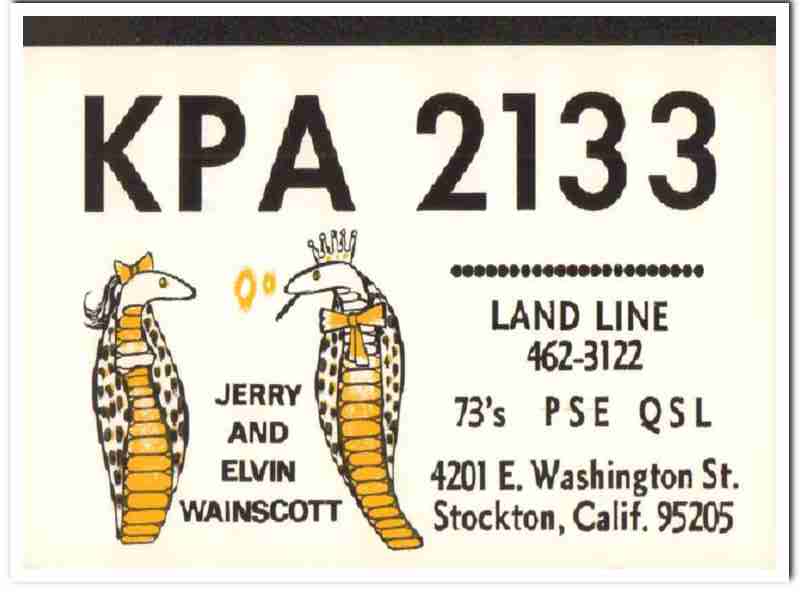 KPA 2133
JERRY
AND
ELVIN
WAINSCOTT
LAND LINE
462-3122
73's PSE QSL
4201 E. Washington St.
Stockton, Calif. 95205